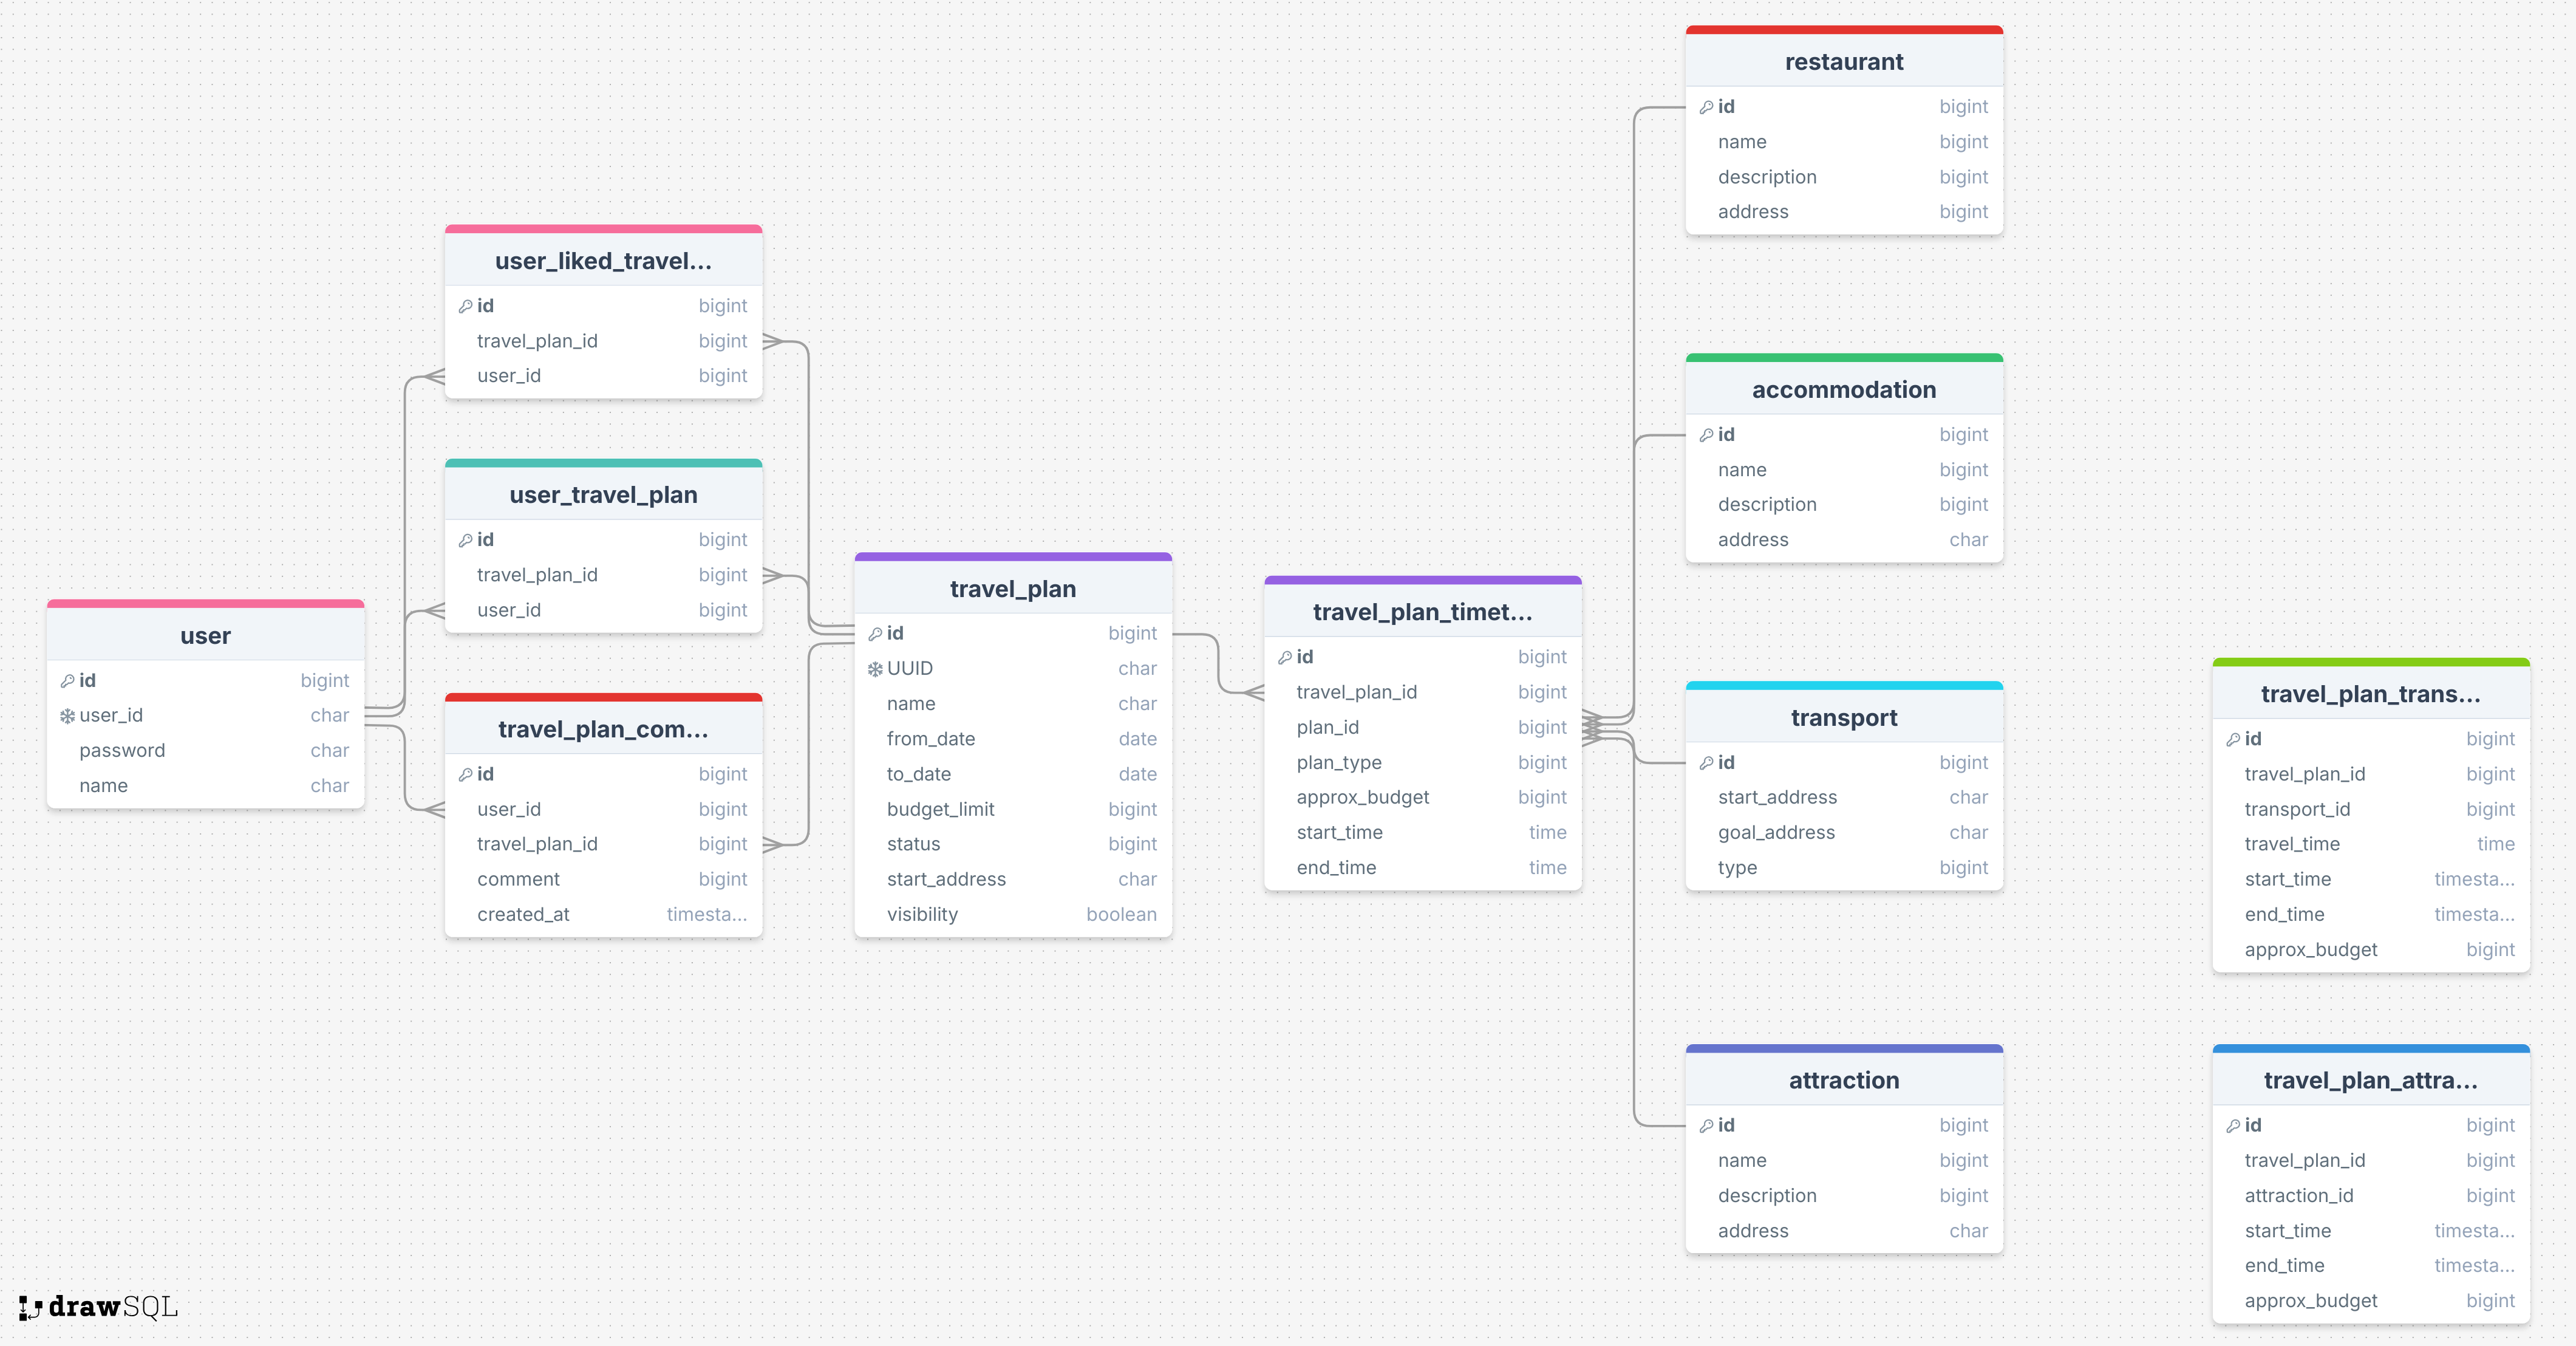 restaurant
id bigint
name bigint
description bigint
address bigint
user_liked_travel...
id bigint
travel_plan_id bigint
user_id bigint
accommodation
id bigint
name bigint
description bigint
address char
user_travel_plan
id bigint
travel_plan_id bigint
user_id bigint
travel_plan
id bigint
UUID char
name char
from_date date
to_date date
budget_limit bigint
status bigint
start_address char
visibility boolean
travel_plan_timet...
id bigint
travel_plan_id bigint
plan_id bigint
plan_type bigint
approx_budget bigint
start_time time
end_time time
user
id bigint
user_id char
password char
name char
travel_plan_com...
id bigint
user_id bigint
travel_plan_id bigint
comment bigint
created_at timesta...
transport
id bigint
start_address char
goal_address char
type bigint
travel_plan_trans...
id bigint
travel_plan_id bigint
transport_id bigint
travel_time time
start_time timesta...
end_time timesta...
approx_budget bigint
attraction
id bigint
name bigint
description bigint
address char
travel_plan_attra...
id bigint
travel_plan_id bigint
attraction_id bigint
start_time timesta...
end_time timesta...
approx_budget bigint
drawSQL